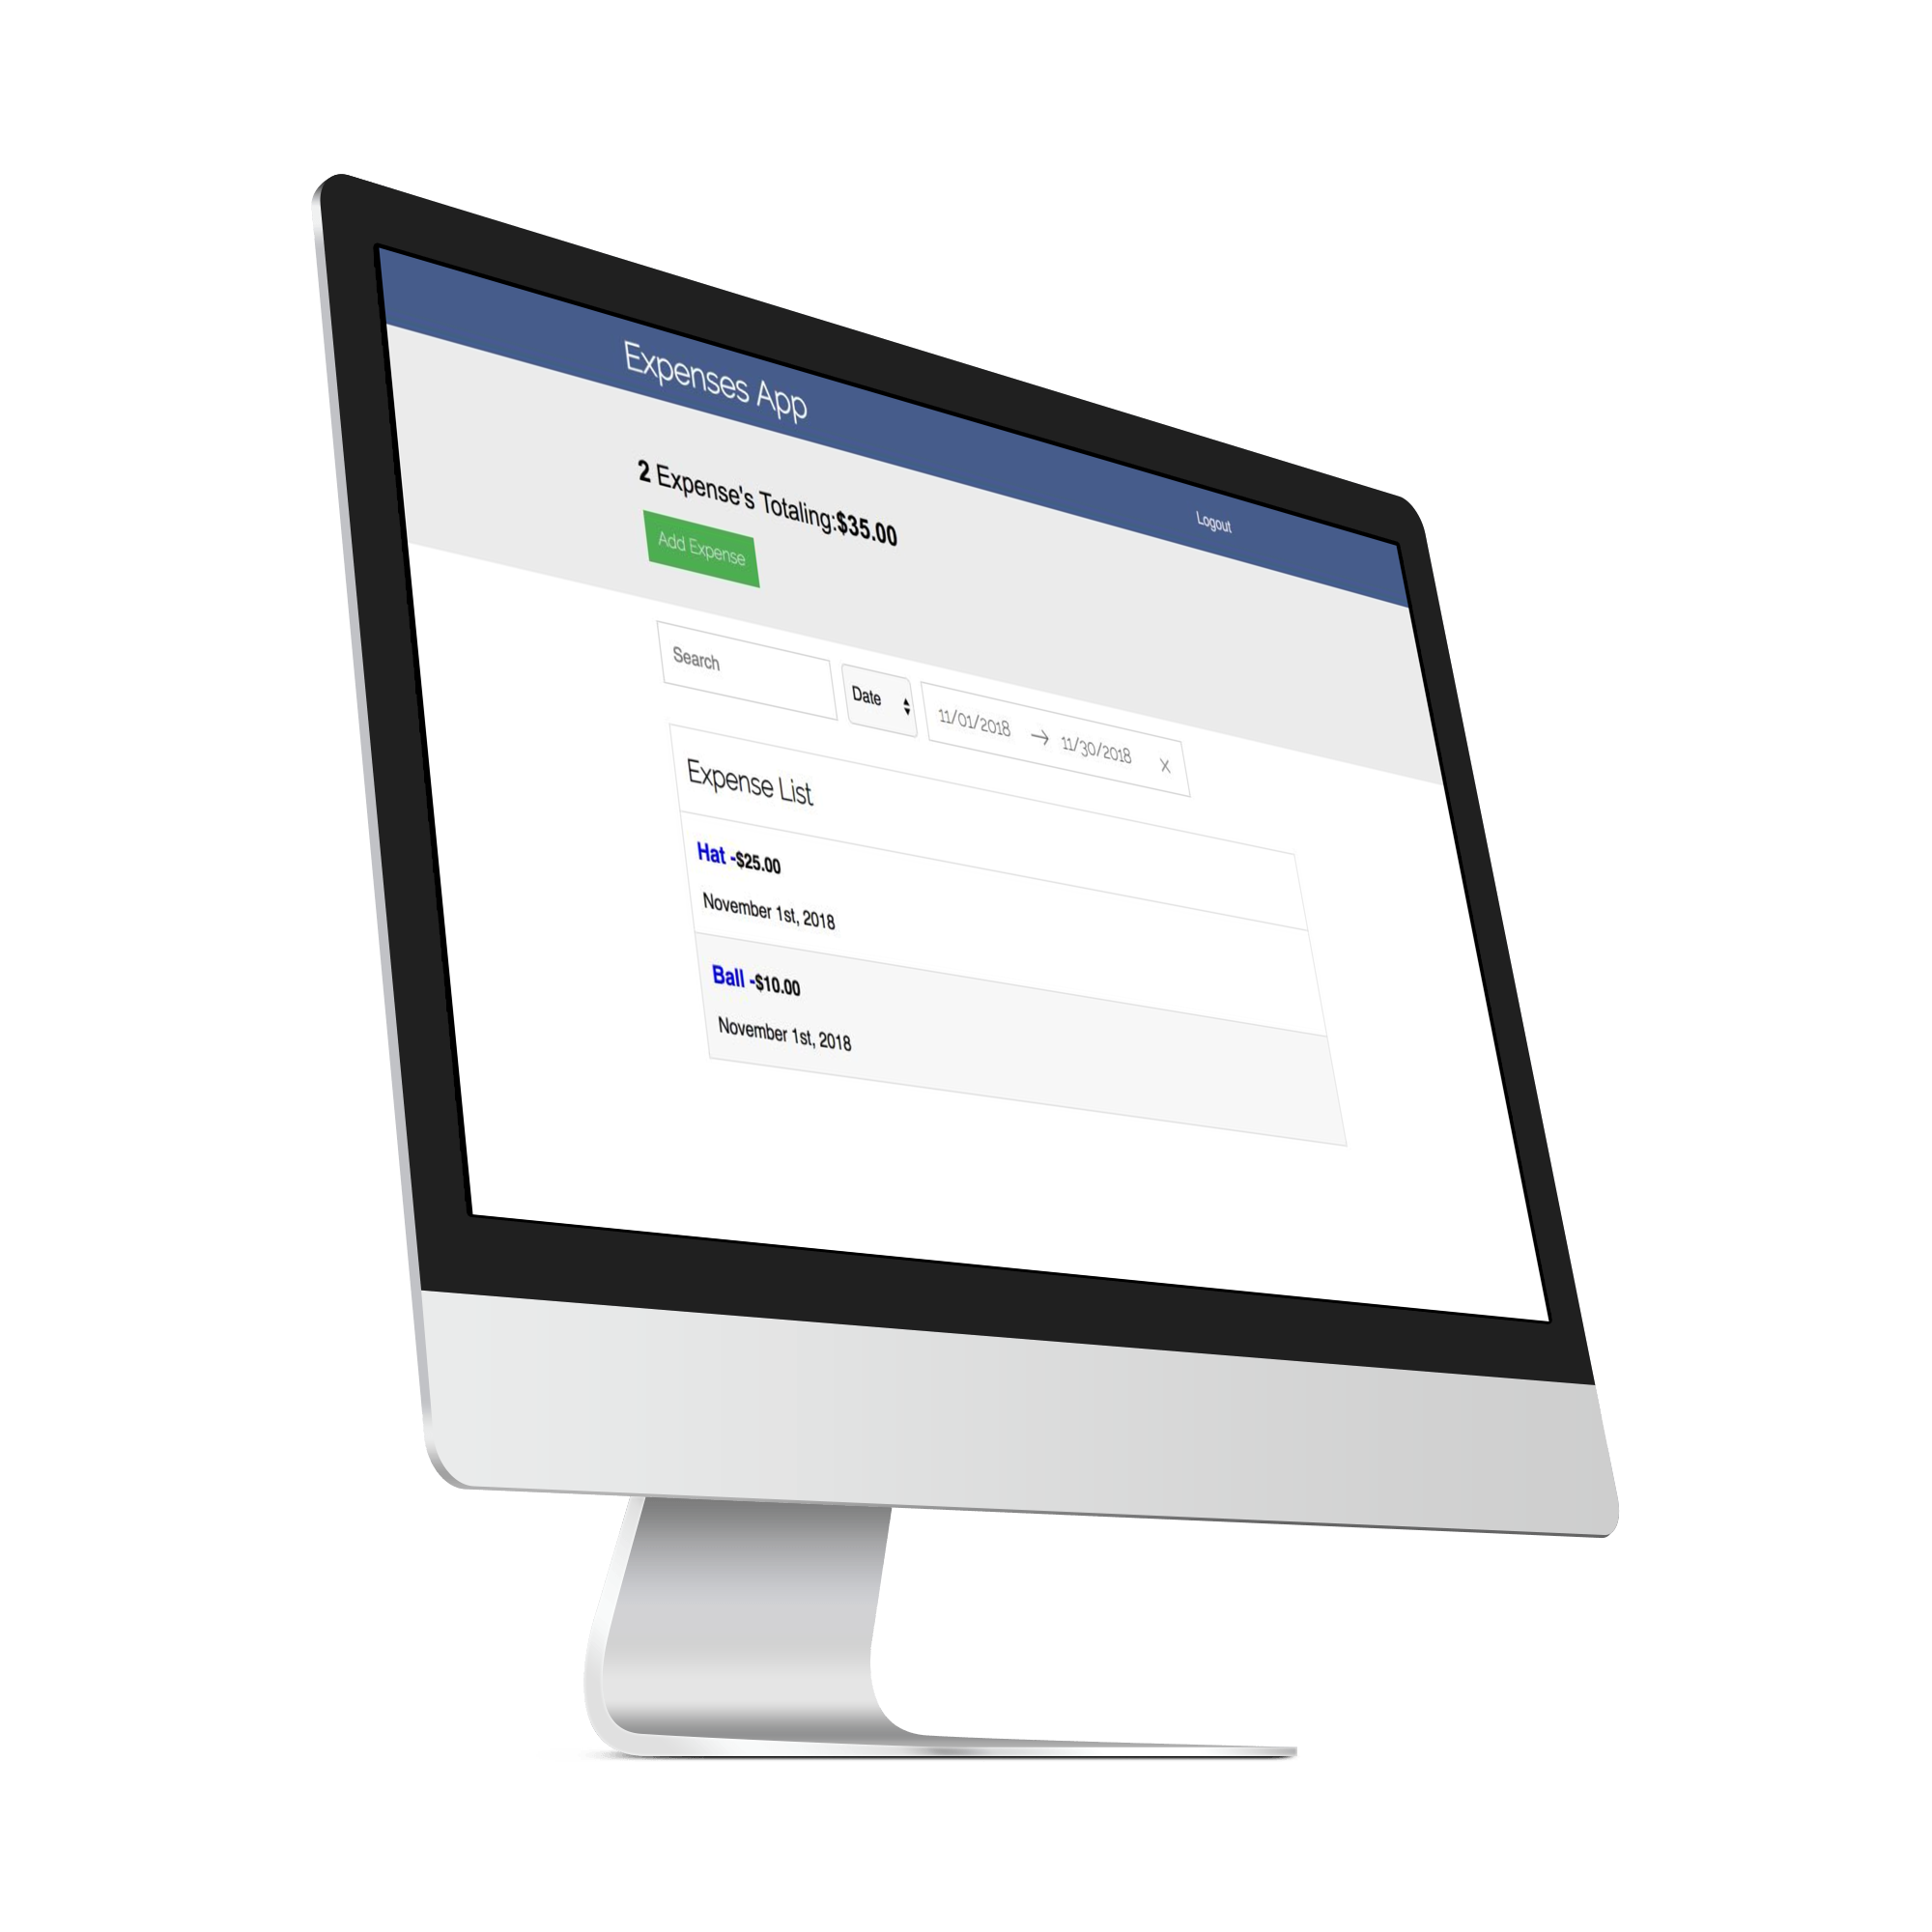 Expenses App
Logout
2 Expense's Totaling:$35.00
Add Expense
Search
Date
11/01/2018 → 11/30/2018 X
Expense List
Hat -$25.00
November 1st, 2018
Ball -$10.00
November 1st, 2018